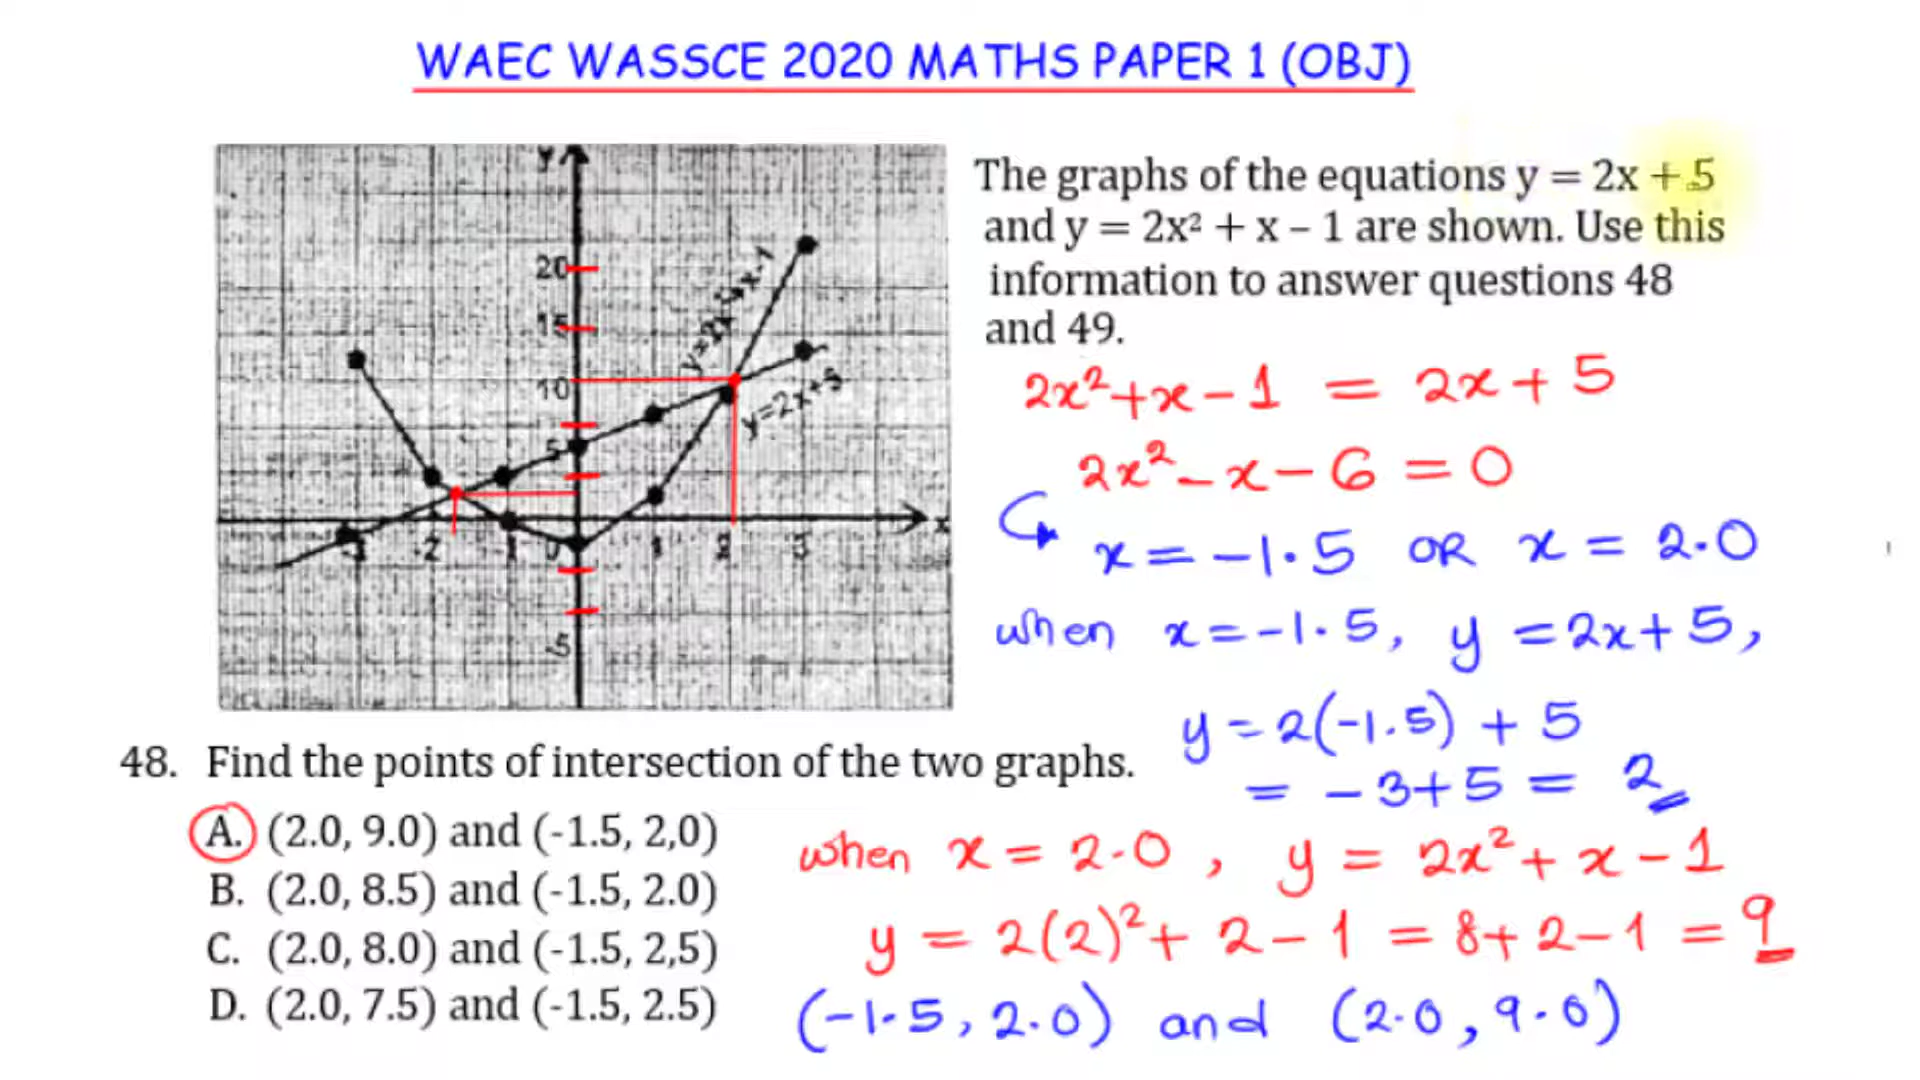 WAEC WASSCE 2020 MATHS PAPER 1 (OBJ)
y
20
15
10
5
-5
-3 -2 -1 0 1 2 3
x
y=2x+5
The graphs of the equations y = 2x + 5
and y = 2x² + x – 1 are shown. Use this
information to answer questions 48
and 49.
2x²+x-1 = 2x+5
2x²-x-6=0
x=-1.5 OR x=2.0
when x=-1.5, y=2x+5,
y=2(-1.5)+5
= -3+5 = 2
48. Find the points of intersection of the two graphs.
A. (2.0, 9.0) and (-1.5, 2,0)
B. (2.0, 8.5) and (-1.5, 2.0)
C. (2.0, 8.0) and (-1.5, 2,5)
D. (2.0, 7.5) and (-1.5, 2.5)
when x=2.0, y=2x²+x-1
y=2(2)²+2-1=8+2-1=9
(-1.5, 2.0) and (2.0, 9.0)